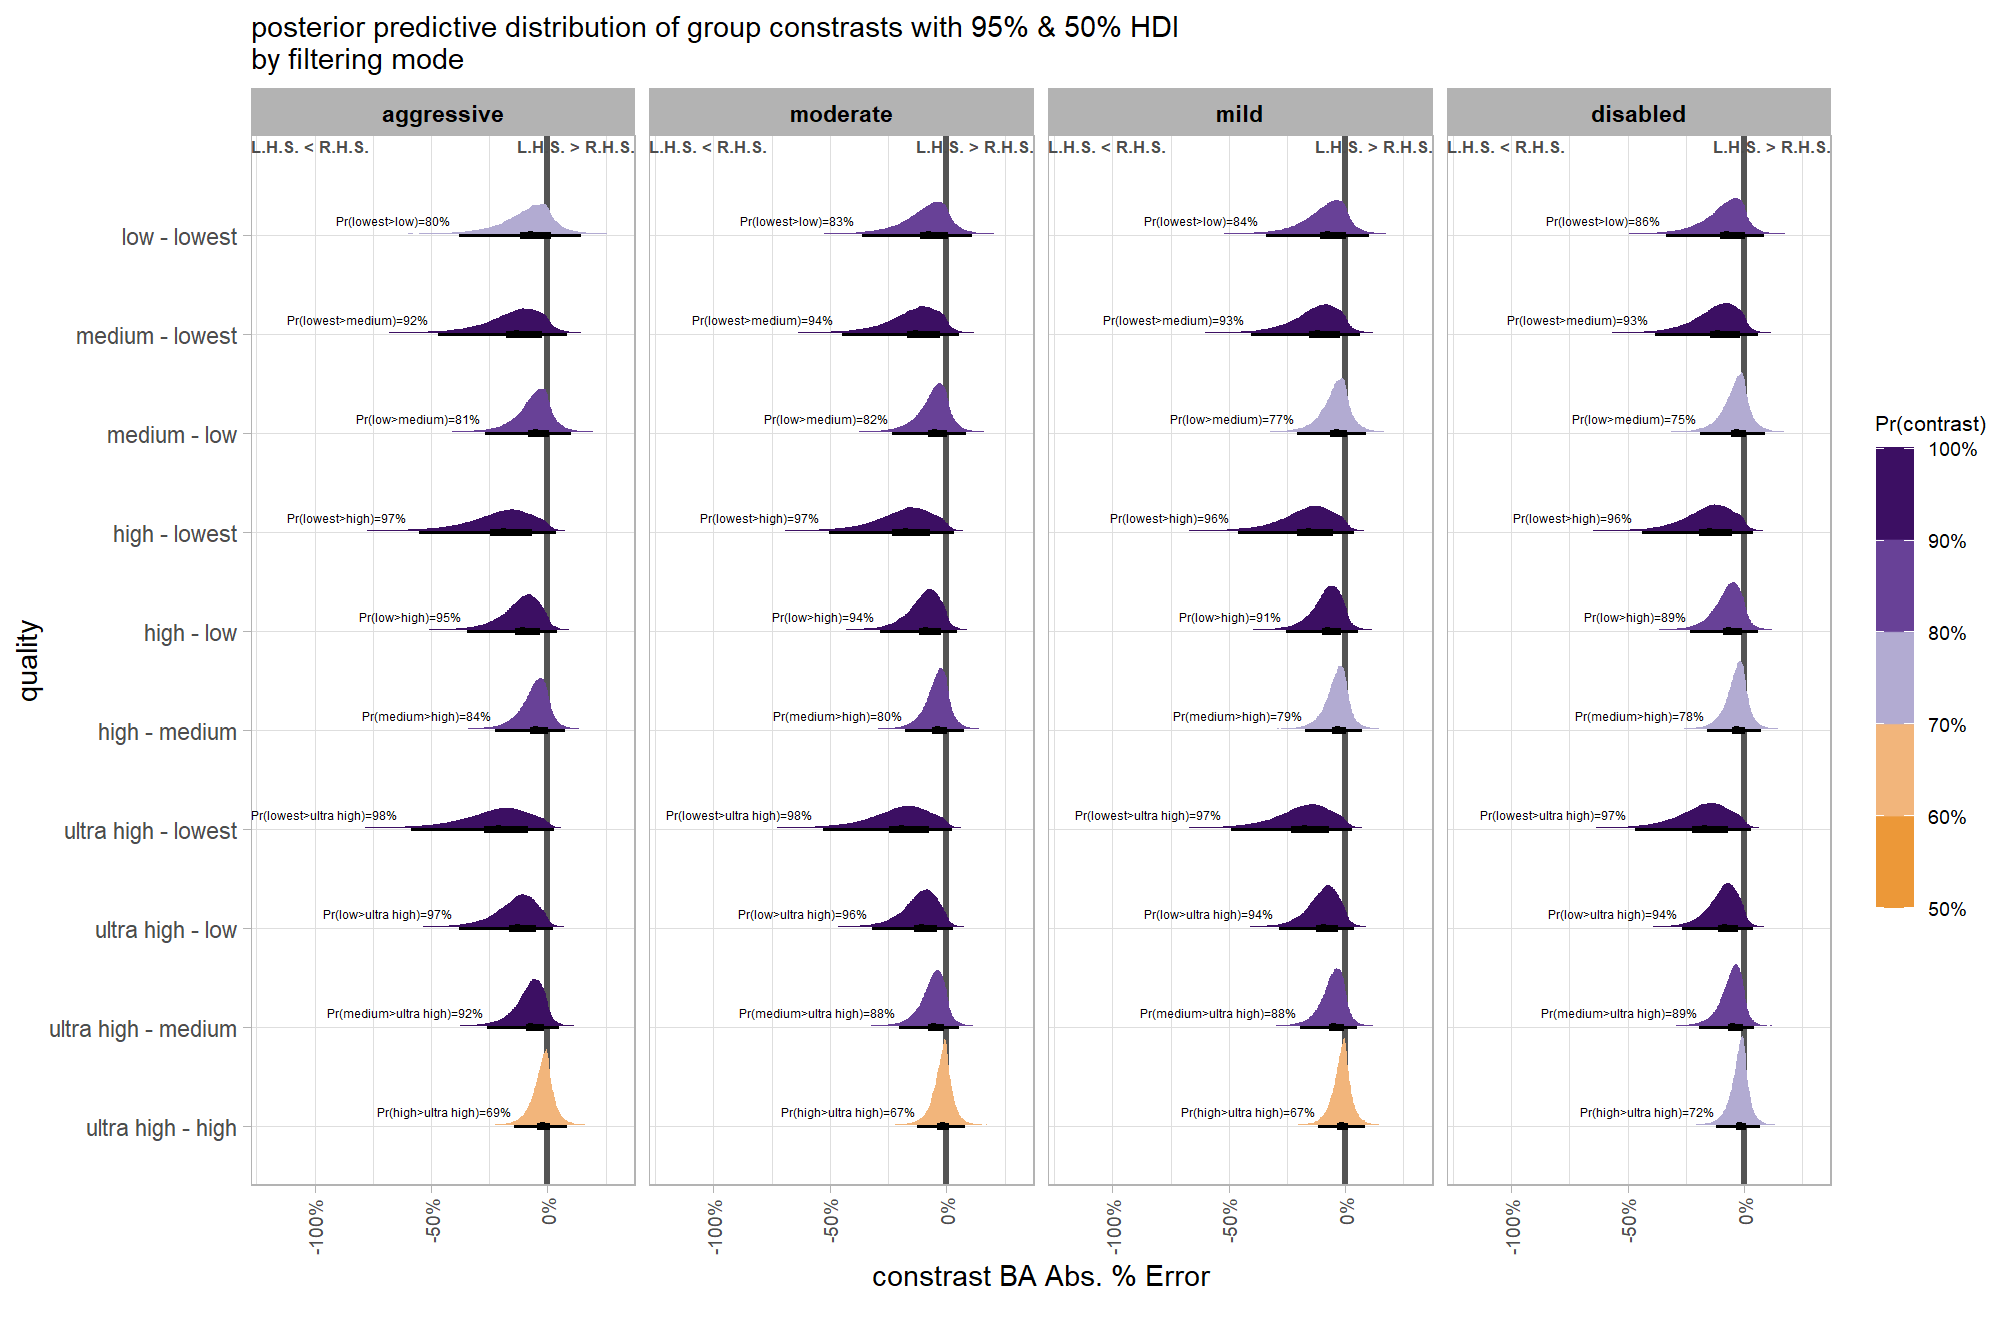 posterior predictive distribution of group constrasts with 95% & 50% HDI
by filtering mode
aggressive
moderate
mild
disabled
L.H.S. < R.H.S. L.H.S. > R.H.S.
L.H.S. < R.H.S. L.H.S. > R.H.S.
L.H.S. < R.H.S. L.H.S. > R.H.S.
L.H.S. < R.H.S. L.H.S. > R.H.S.
quality
low - lowest
Pr(lowest>low)=80%
Pr(lowest>low)=83%
Pr(lowest>low)=84%
Pr(lowest>low)=86%
medium - lowest
Pr(lowest>medium)=92%
Pr(lowest>medium)=94%
Pr(lowest>medium)=93%
Pr(lowest>medium)=93%
medium - low
Pr(low>medium)=81%
Pr(low>medium)=82%
Pr(low>medium)=77%
Pr(low>medium)=75%
high - lowest
Pr(lowest>high)=97%
Pr(lowest>high)=97%
Pr(lowest>high)=96%
Pr(lowest>high)=96%
high - low
Pr(low>high)=95%
Pr(low>high)=94%
Pr(low>high)=91%
Pr(low>high)=89%
high - medium
Pr(medium>high)=84%
Pr(medium>high)=80%
Pr(medium>high)=79%
Pr(medium>high)=78%
ultra high - lowest
Pr(lowest>ultra high)=98%
Pr(lowest>ultra high)=98%
Pr(lowest>ultra high)=97%
Pr(lowest>ultra high)=97%
ultra high - low
Pr(low>ultra high)=97%
Pr(low>ultra high)=96%
Pr(low>ultra high)=94%
Pr(low>ultra high)=94%
ultra high - medium
Pr(medium>ultra high)=92%
Pr(medium>ultra high)=88%
Pr(medium>ultra high)=88%
Pr(medium>ultra high)=89%
ultra high - high
Pr(high>ultra high)=69%
Pr(high>ultra high)=67%
Pr(high>ultra high)=67%
Pr(high>ultra high)=72%
-100%
-50%
0%
-100%
-50%
0%
-100%
-50%
0%
-100%
-50%
0%
constrast BA Abs. % Error
Pr(contrast)
100%
90%
80%
70%
60%
50%